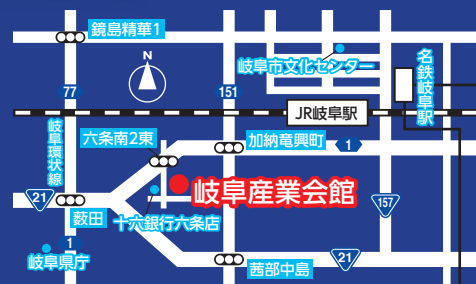 鏡島精華1
N
岐阜市文化センター
名鉄岐阜駅
77
151
JR岐阜駅
岐阜環状線
六条南2東
加納竜興町
1
岐阜産業会館
21
藪田
十六銀行六条店
157
1
岐阜県庁
茜部中島
21